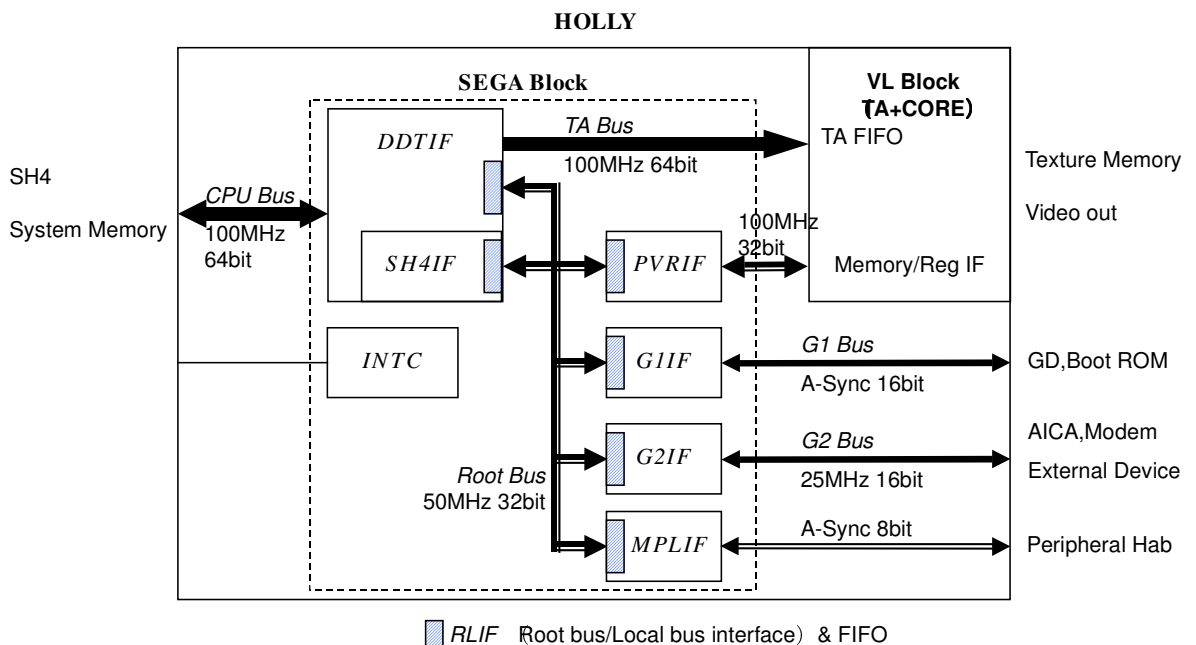 HOLLY
SEGA Block
VL Block
(TA+CORE)
DDTIF
TA Bus
100MHz 64bit
TA FIFO
Texture Memory
Video out
SH4
System Memory
CPU Bus
100MHz
64bit
SH4IF
PVRIF
100MHz
32bit
Memory/Reg IF
INTC
G1IF
G1 Bus
A-Sync 16bit
GD,Boot ROM
Root Bus
50MHz 32bit
G2IF
G2 Bus
25MHz 16bit
AICA,Modem
External Device
MPLIF
A-Sync 8bit
Peripheral Hab
RLIF (Root bus/Local bus interface) & FIFO